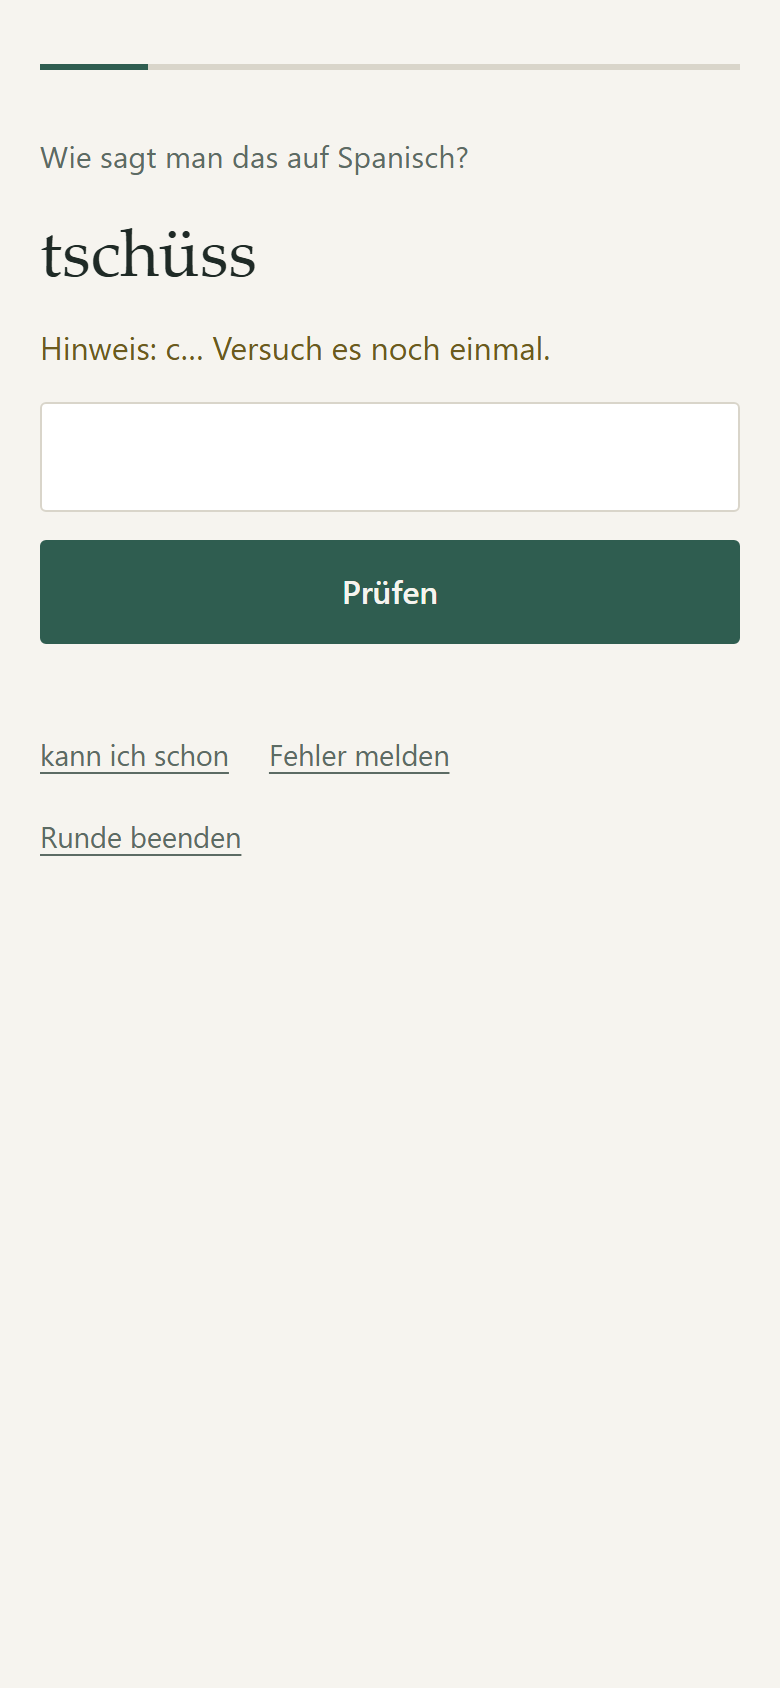 Wie sagt man das auf Spanisch?
tschüss
Hinweis: c... Versuch es noch einmal.
Prüfen
kann ich schon Fehler melden
Runde beenden